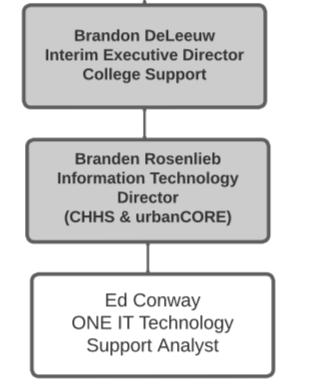 Brandon DeLeeuw
Interim Executive Director
College Support
Branden Rosenlieb
Information Technology
Director
(CHHS & urbanCORE)
Ed Conway
ONE IT Technology
Support Analyst